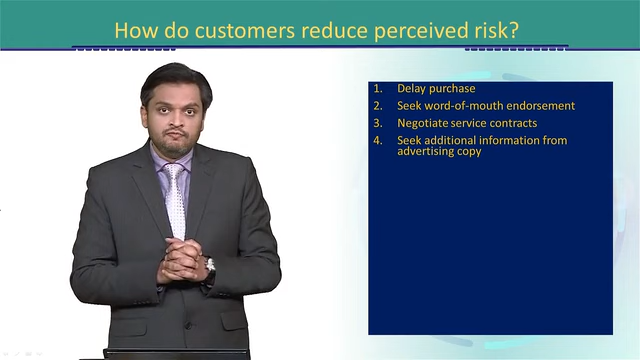 How do customers reduce perceived risk?
1. Delay purchase
2. Seek word-of-mouth endorsement
3. Negotiate service contracts
4. Seek additional information from
advertising copy